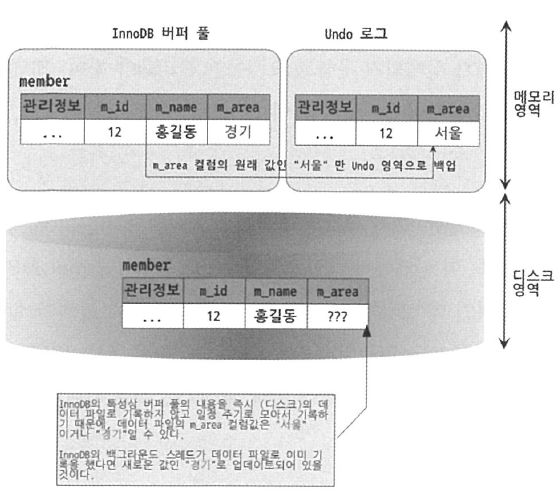 InnoDB 버퍼 풀
Undo 로그
member
관리정보 m_id m_name m_area
... 12 홍길동 경기
관리정보 m_id m_area
... 12 서울
m_area 컬럼의 원래 값인 "서울" 만 Undo 영역으로 백업
메모리
영역
member
관리정보 m_id m_name m_area
... 12 홍길동 ???
디스크
영역
InnoDB의 특성상 버퍼 풀의 내용을 즉시 (디스크)의 데
이터 파일로 기록하지 않고 일정 주기로 모아서 기록하
기 때문에, 데이터 파일의 m_area 컬럼값은 "서울"
이거나 "경기"일 수 있다.
InnoDB의 백그라운드 스레드가 데이터 파일로 이미 기
록을 했다면 새로운 값인 "경기"로 업데이트되어 있을
것이다.